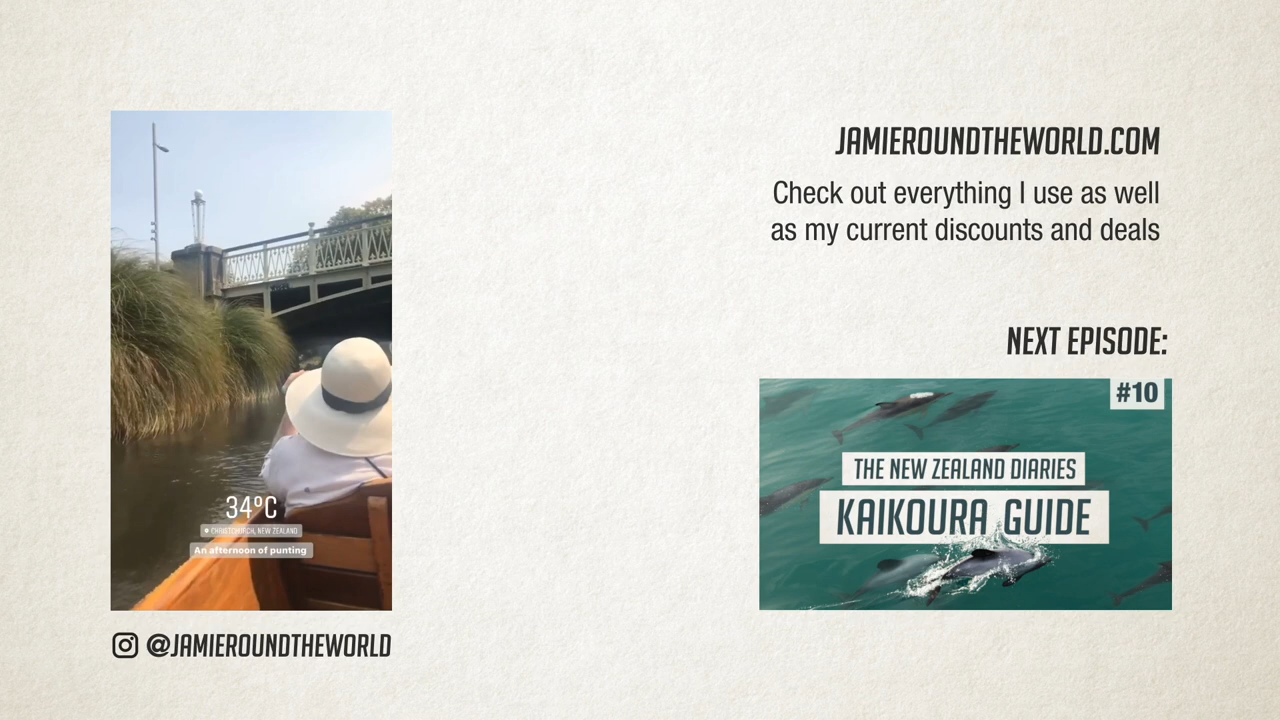 34ºC
CHRISTCHURCH, NEW ZEALAND
An afternoon of punting
@JAMIEROUNDTHEWORLD
JAMIEROUNDTHEWORLD.COM
Check out everything I use as well
as my current discounts and deals
NEXT EPISODE:
#10
THE NEW ZEALAND DIARIES
KAIKOURA GUIDE